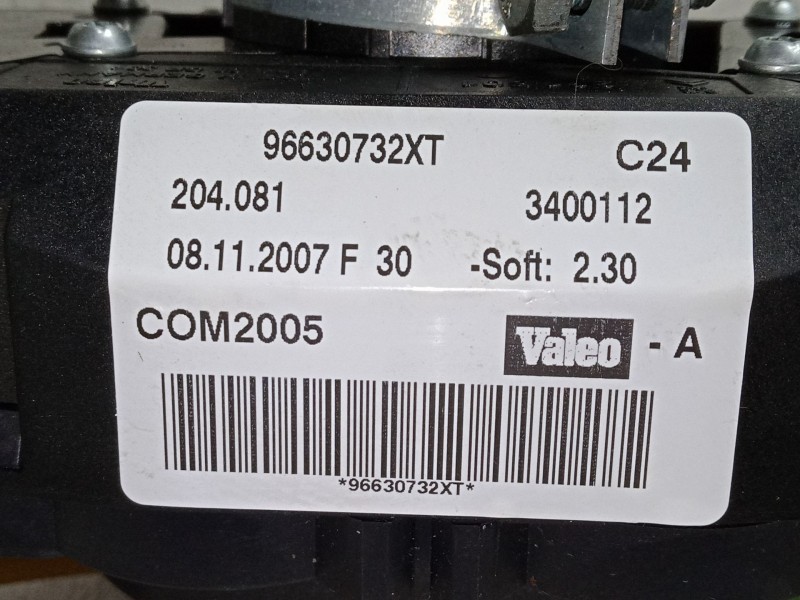 96630732XT C24
204.081 3400112
08.11.2007 F 30 -Soft: 2.30
COM2005 Valeo - A
*96630732XT*